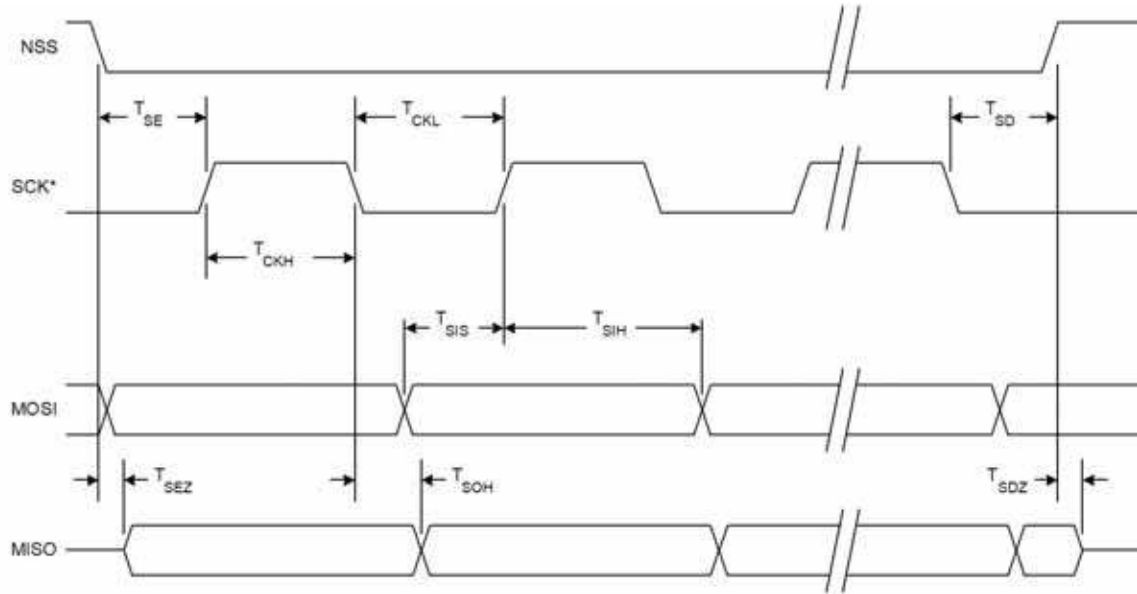 NSS
T_SE
T_CKL
T_SD
SCK*
T_CKH
T_SIS
T_SIH
MOSI
T_SEZ
T_SOH
T_SDZ
MISO